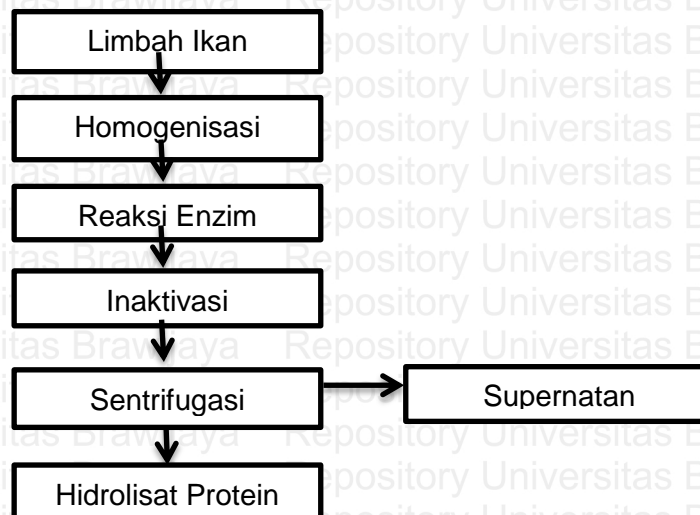 Limbah Ikan
Homogenisasi
Reaksi Enzim
Inaktivasi
Sentrifugasi
Supernatan
Hidrolisat Protein